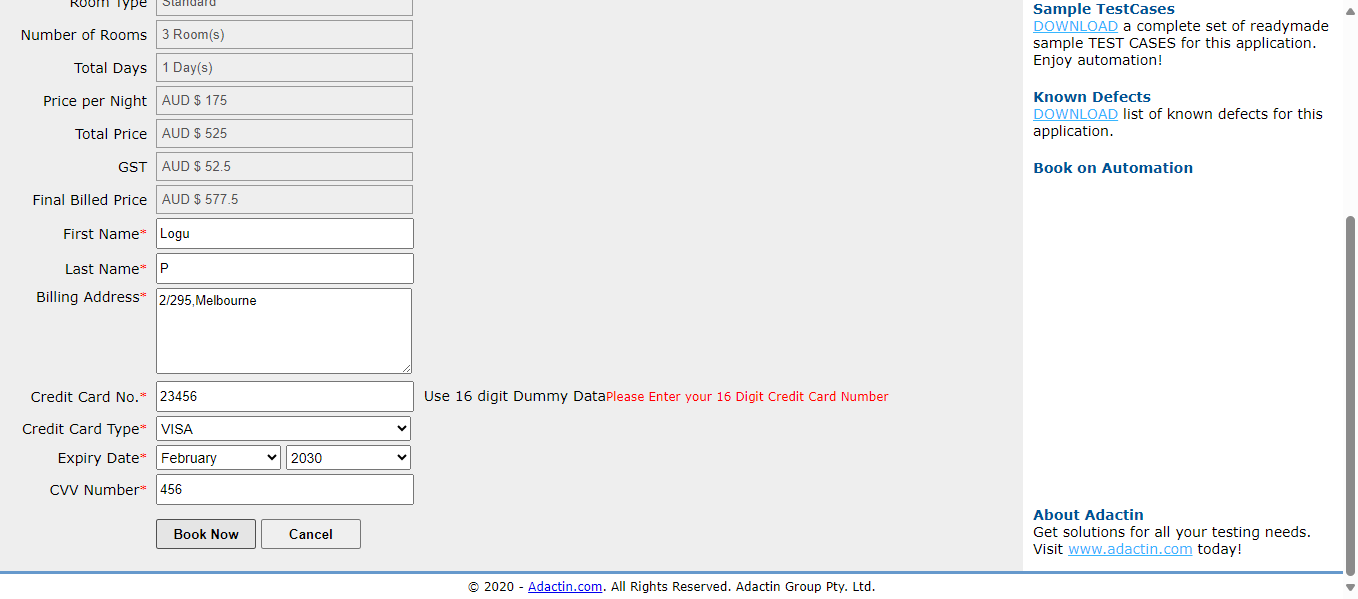 Room Type Standard
Number of Rooms 3 Room(s)
Total Days 1 Day(s)
Price per Night AUD $ 175
Total Price AUD $ 525
GST AUD $ 52.5
Final Billed Price AUD $ 577.5
First Name* Logu
Last Name* P
Billing Address* 2/295,Melbourne
Credit Card No.* 23456 Use 16 digit Dummy DataPlease Enter your 16 Digit Credit Card Number
Credit Card Type* VISA
Expiry Date* February 2030
CVV Number* 456
Book Now Cancel
Sample TestCases
DOWNLOAD a complete set of readymade
sample TEST CASES for this application.
Enjoy automation!
Known Defects
DOWNLOAD list of known defects for this
application.
Book on Automation
About Adactin
Get solutions for all your testing needs.
Visit www.adactin.com today!
© 2020 - Adactin.com. All Rights Reserved. Adactin Group Pty. Ltd.